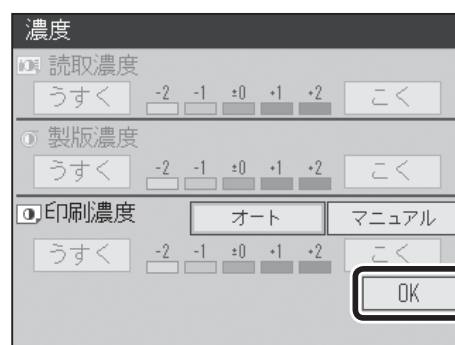 濃度
読取濃度
うすく -2 -1 ±0 +1 +2 こく
製版濃度
うすく -2 -1 ±0 +1 +2 こく
印刷濃度 オート マニュアル
うすく -2 -1 ±0 +1 +2 こく
OK